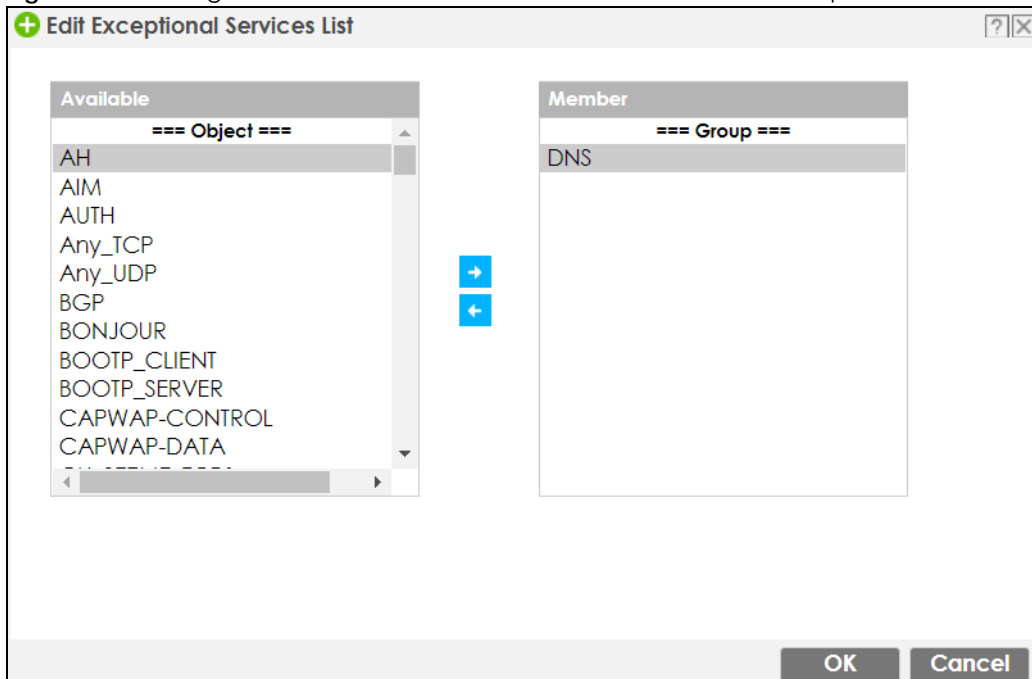 Edit Exceptional Services List
?
Available
=== Object ===
AH
AIM
AUTH
Any_TCP
Any_UDP
BGP
BONJOUR
BOOTP_CLIENT
BOOTP_SERVER
CAPWAP-CONTROL
CAPWAP-DATA
Member
=== Group ===
DNS
OK
Cancel